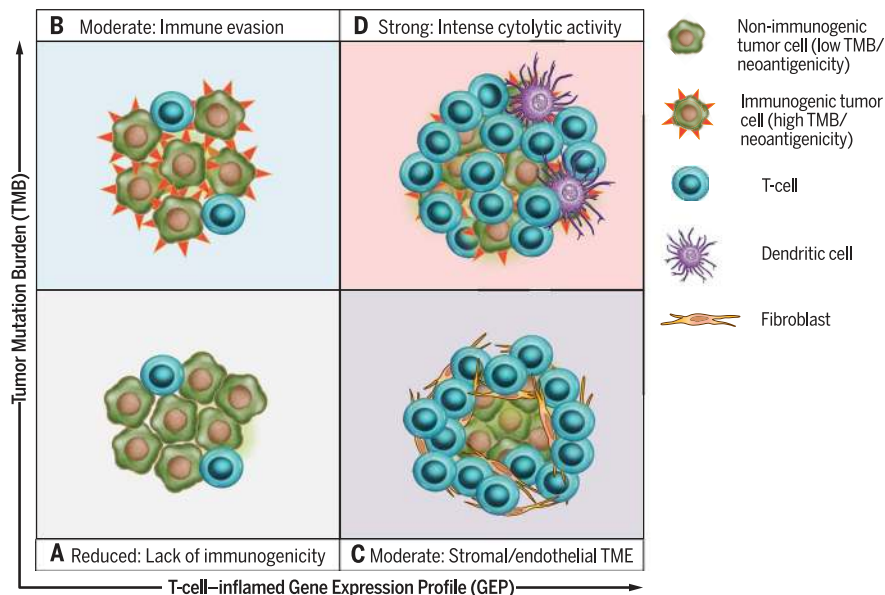 B Moderate: Immune evasion
D Strong: Intense cytolytic activity
Non-immunogenic
tumor cell (low TMB/
neoantigenicity)
Immunogenic tumor
cell (high TMB/
neoantigenicity)
T-cell
Dendritic cell
Fibroblast
Tumor Mutation Burden (TMB)
A Reduced: Lack of immunogenicity
C Moderate: Stromal/endothelial TME
T-cell–inflamed Gene Expression Profile (GEP)